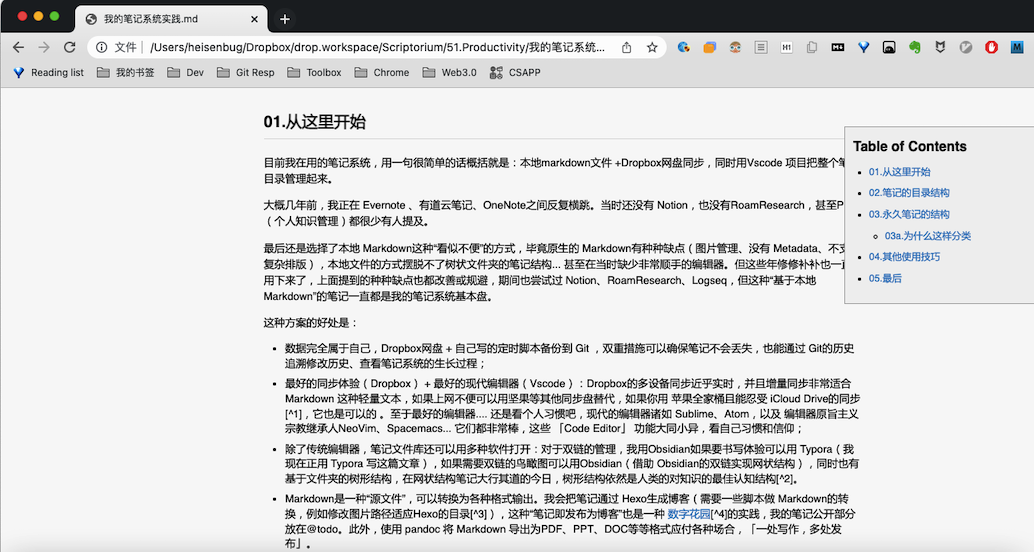 我的笔记系统实践.md
文件 | /Users/heisenbug/Dropbox/drop.workspace/Scriptorium/51.Productivity/我的笔记系统...
Reading list 我的书签 Dev Git Resp Toolbox Chrome Web3.0 CSAPP
01.从这里开始
目前我在用的笔记系统，用一句很简单的话概括就是：本地markdown文件 +Dropbox网盘同步，同时用Vscode 项目把整个笔
目录管理起来。
大概几年前，我正在 Evernote 、有道云笔记、OneNote之间反复横跳。当时还没有 Notion，也没有RoamResearch，甚至P
（个人知识管理）都很少有人提及。
最后还是选择了本地 Markdown这种“看似不便”的方式，毕竟原生的 Markdown有种种缺点（图片管理、没有 Metadata、不支
复杂排版），本地文件的方式摆脱不了树状文件夹的笔记结构... 甚至在当时缺少非常顺手的编辑器。但这些年修修补补也一直
用下来了，上面提到的种种缺点也都改善或规避，期间也尝试过 Notion、RoamResearch、Logseq，但这种“基于本地
Markdown”的笔记一直都是我的笔记系统基本盘。
这种方案的好处是：
• 数据完全属于自己，Dropbox网盘 + 自己写的定时脚本备份到 Git ，双重措施可以确保笔记不会丢失，也能通过 Git的历史
追溯修改历史、查看笔记系统的生长过程；
• 最好的同步体验（Dropbox） + 最好的现代编辑器（Vscode）：Dropbox的多设备同步近乎实时，并且增量同步非常适合
Markdown 这种轻量文本，如果上网不便可以用坚果等其他同步盘替代，如果你用 苹果全家桶且能忍受 iCloud Drive的同步
[^1]，它也是可以的 。至于最好的编辑器.... 还是看个人习惯吧，现代的编辑器诸如 Sublime、Atom，以及 编辑器原旨主义
宗教继承人NeoVim、Spacemacs... 它们都非常棒，这些 「Code Editor」 功能大同小异，看自己习惯和信仰；
• 除了传统编辑器，笔记文件库还可以用多种软件打开：对于双链的管理，我用Obsidian如果要书写体验可以用 Typora（我
现在正用 Typora 写这篇文章），如果需要双链的鸟瞰图可以用Obsidian（借助 Obsidian的双链实现网状结构），同时也有
基于文件夹的树形结构，在网状结构笔记大行其道的今日，树形结构依然是人类的对知识的最佳认知结构[^2]。
• Markdown是一种“源文件”，可以转换为各种格式输出。我会把笔记通过 Hexo生成博客（需要一些脚本做 Markdown的转
换，例如修改图片路径适应Hexo的目录[^3]），这种“笔记即发布为博客”也是一种 数字花园[^4]的实践，我的笔记公开部分
放在@todo。此外，使用 pandoc 将 Markdown 导出为PDF、PPT、DOC等等格式应付各种场合，「一处写作，多处发
布」。
Table of Contents
01.从这里开始
02.笔记的目录结构
03.永久笔记的结构
03a.为什么这样分类
04.其他使用技巧
05.最后